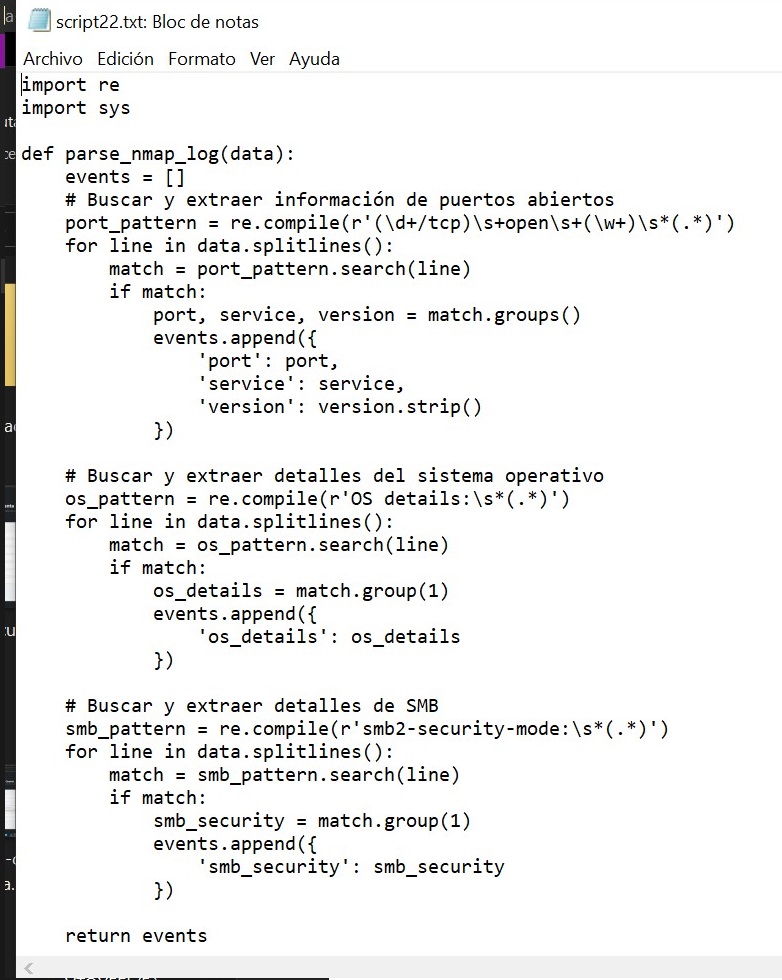 script22.txt: Bloc de notas
Archivo Edición Formato Ver Ayuda
import re
import sys

def parse_nmap_log(data):
    events = []
    # Buscar y extraer información de puertos abiertos
    port_pattern = re.compile(r'(\d+/tcp)\s+open\s+(\w+)\s*(.*)')
    for line in data.splitlines():
        match = port_pattern.search(line)
        if match:
            port, service, version = match.groups()
            events.append({
                'port': port,
                'service': service,
                'version': version.strip()
            })

    # Buscar y extraer detalles del sistema operativo
    os_pattern = re.compile(r'OS details:\s*(.*)')
    for line in data.splitlines():
        match = os_pattern.search(line)
        if match:
            os_details = match.group(1)
            events.append({
                'os_details': os_details
            })

    # Buscar y extraer detalles de SMB
    smb_pattern = re.compile(r'smb2-security-mode:\s*(.*)')
    for line in data.splitlines():
        match = smb_pattern.search(line)
        if match:
            smb_security = match.group(1)
            events.append({
                'smb_security': smb_security
            })

    return events